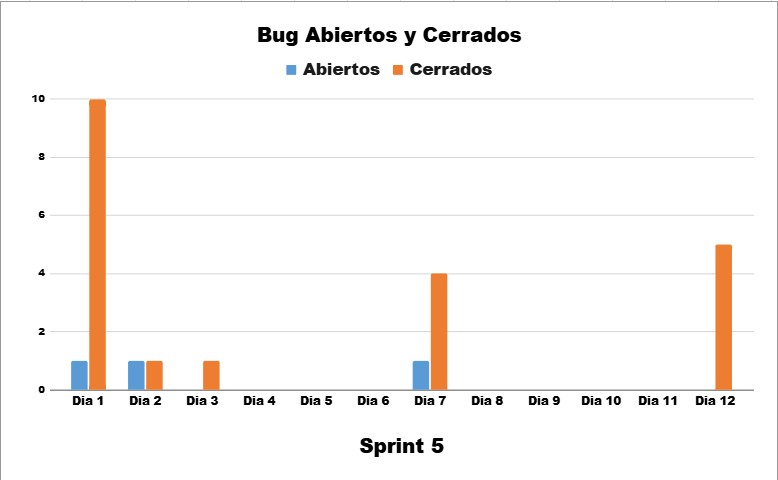 Bug Abiertos y Cerrados
Abiertos Cerrados
10
8
6
4
2
0
Dia 1 Dia 2 Dia 3 Dia 4 Dia 5 Dia 6 Dia 7 Dia 8 Dia 9 Dia 10 Dia 11 Dia 12
Sprint 5